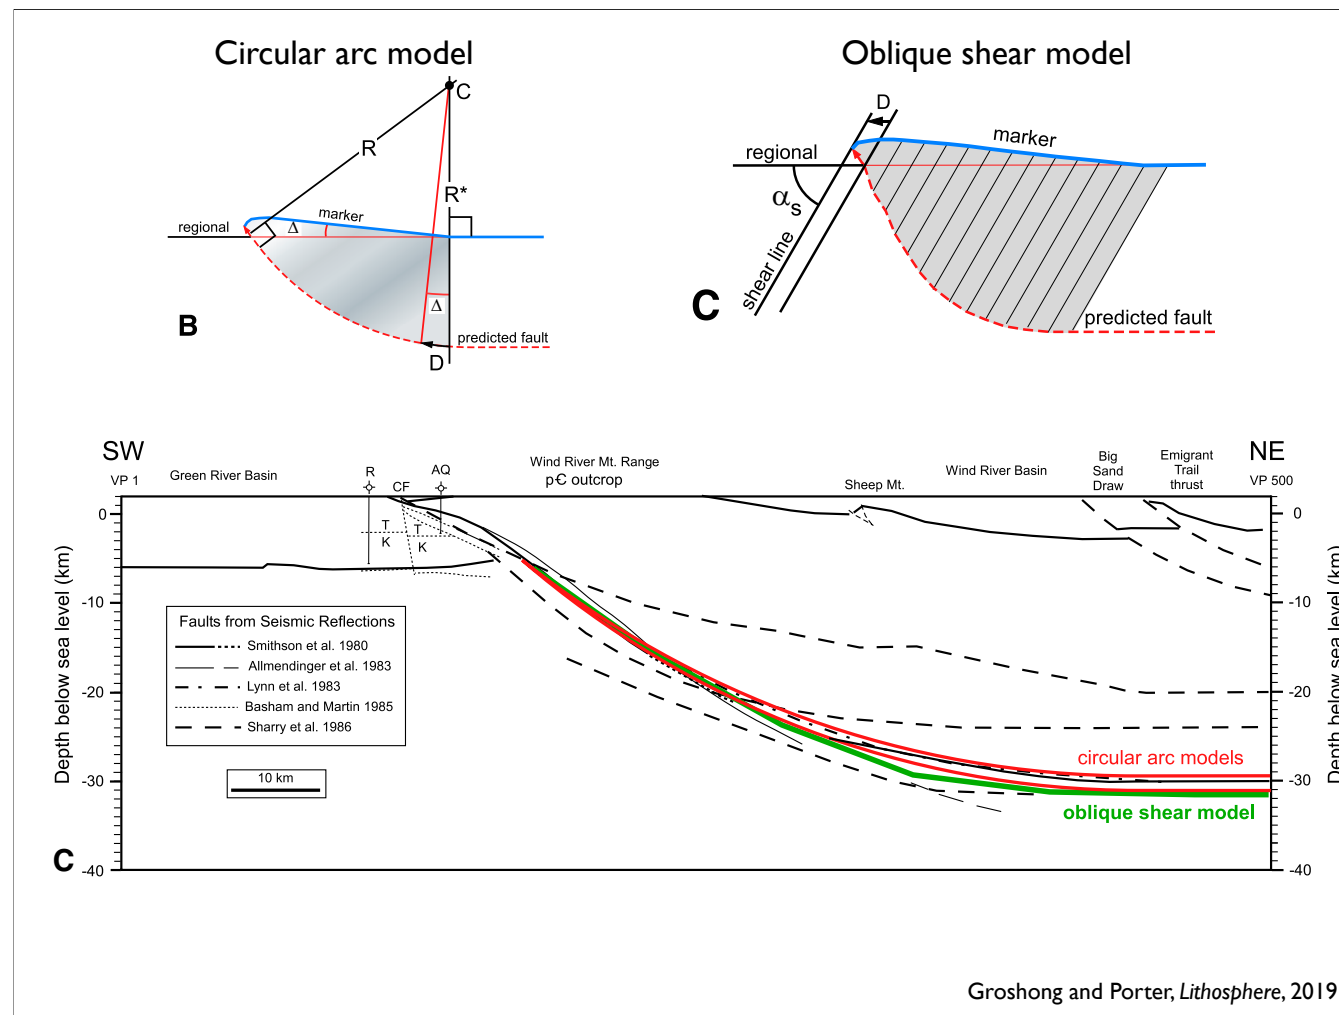 Circular arc model
Oblique shear model
C
R
R*
regional
marker
Δ
Δ
B
predicted fault
D
D
regional
marker
αs
shear line
C
predicted fault
SW
NE
VP 1
Green River Basin
R
CF
AQ
Wind River Mt. Range
p-C outcrop
Sheep Mt.
Wind River Basin
Big
Sand
Draw
Emigrant
Trail
thrust
VP 500
0
-10
-20
-30
-40
Depth below sea level (km)
T
K
T
K
Faults from Seismic Reflections
Smithson et al. 1980
Allmendinger et al. 1983
Lynn et al. 1983
Basham and Martin 1985
Sharry et al. 1986
10 km
circular arc models
oblique shear model
0
-10
-20
-30
-40
Depth below sea level (km)
C
Groshong and Porter, Lithosphere, 2019